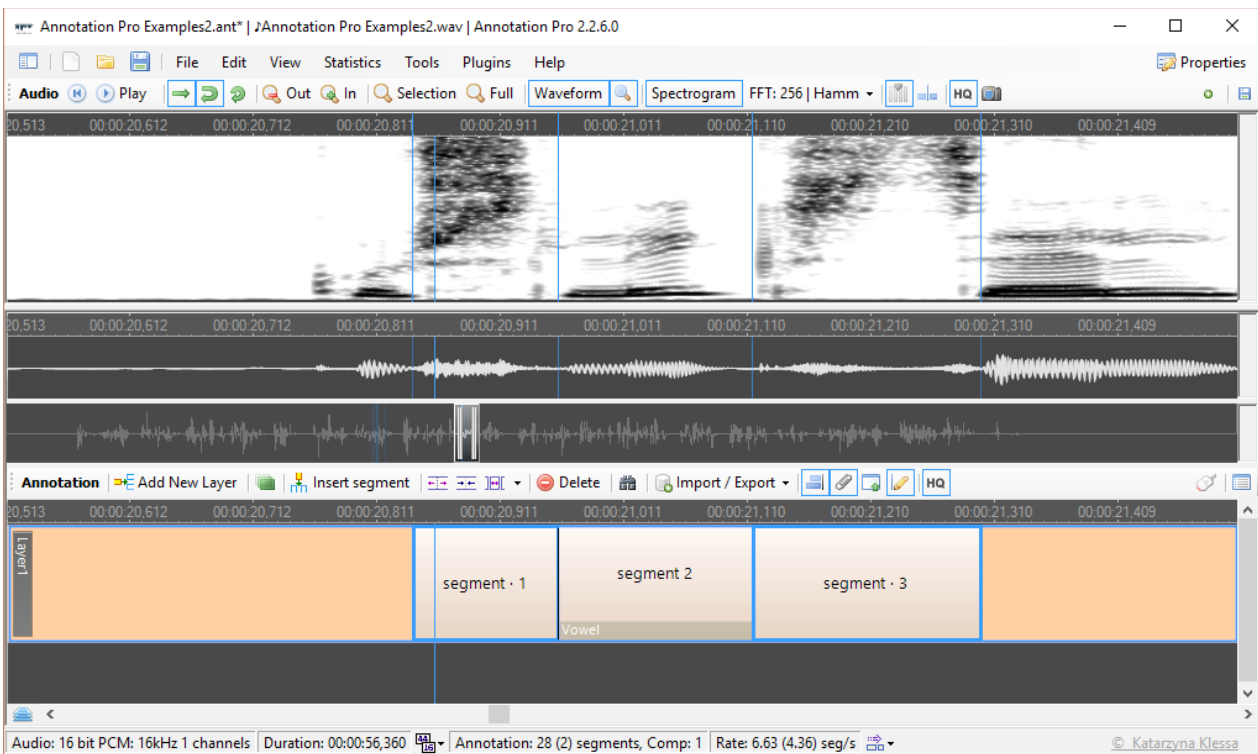 Annotation Pro Examples2.ant* | ♪Annotation Pro Examples2.wav | Annotation Pro 2.2.6.0
File Edit View Statistics Tools Plugins Help Properties
Audio Play Out In Selection Full Waveform Spectrogram FFT: 256 | Hamm HQ
20,513 00:00:20,612 00:00:20,712 00:00:20,811 00:00:20,911 00:00:21,011 00:00:21,110 00:00:21,210 00:00:21,310 00:00:21,409
20,513 00:00:20,612 00:00:20,712 00:00:20,811 00:00:20,911 00:00:21,011 00:00:21,110 00:00:21,210 00:00:21,310 00:00:21,409
Annotation Add New Layer Insert segment Delete Import / Export HQ
20,513 00:00:20,612 00:00:20,712 00:00:20,811 00:00:20,911 00:00:21,011 00:00:21,110 00:00:21,210 00:00:21,310 00:00:21,409
Layer1
segment · 1 segment 2 segment · 3
Vowel
Audio: 16 bit PCM: 16kHz 1 channels Duration: 00:00:56,360 44 16 Annotation: 28 (2) segments, Comp: 1 Rate: 6.63 (4.36) seg/s © Katarzyna Klessa